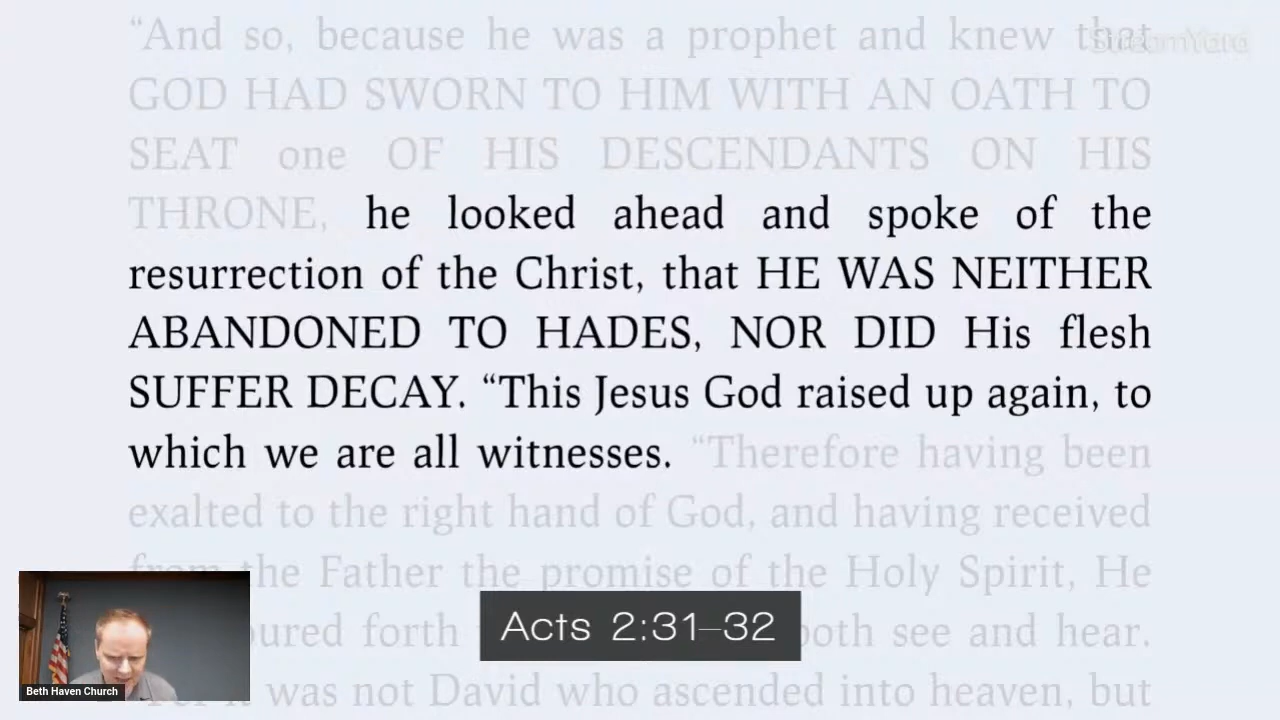 “And so, because he was a prophet and knew that
StreamYard
GOD HAD SWORN TO HIM WITH AN OATH TO
SEAT one OF HIS DESCENDANTS ON HIS
THRONE, he looked ahead and spoke of the
resurrection of the Christ, that HE WAS NEITHER
ABANDONED TO HADES, NOR DID His flesh
SUFFER DECAY. “This Jesus God raised up again, to
which we are all witnesses. “Therefore having been
exalted to the right hand of God, and having received
from the Father the promise of the Holy Spirit, He
forth both see and hear.
Acts 2:31–32
was not David who ascended into heaven, but
Beth Haven Church